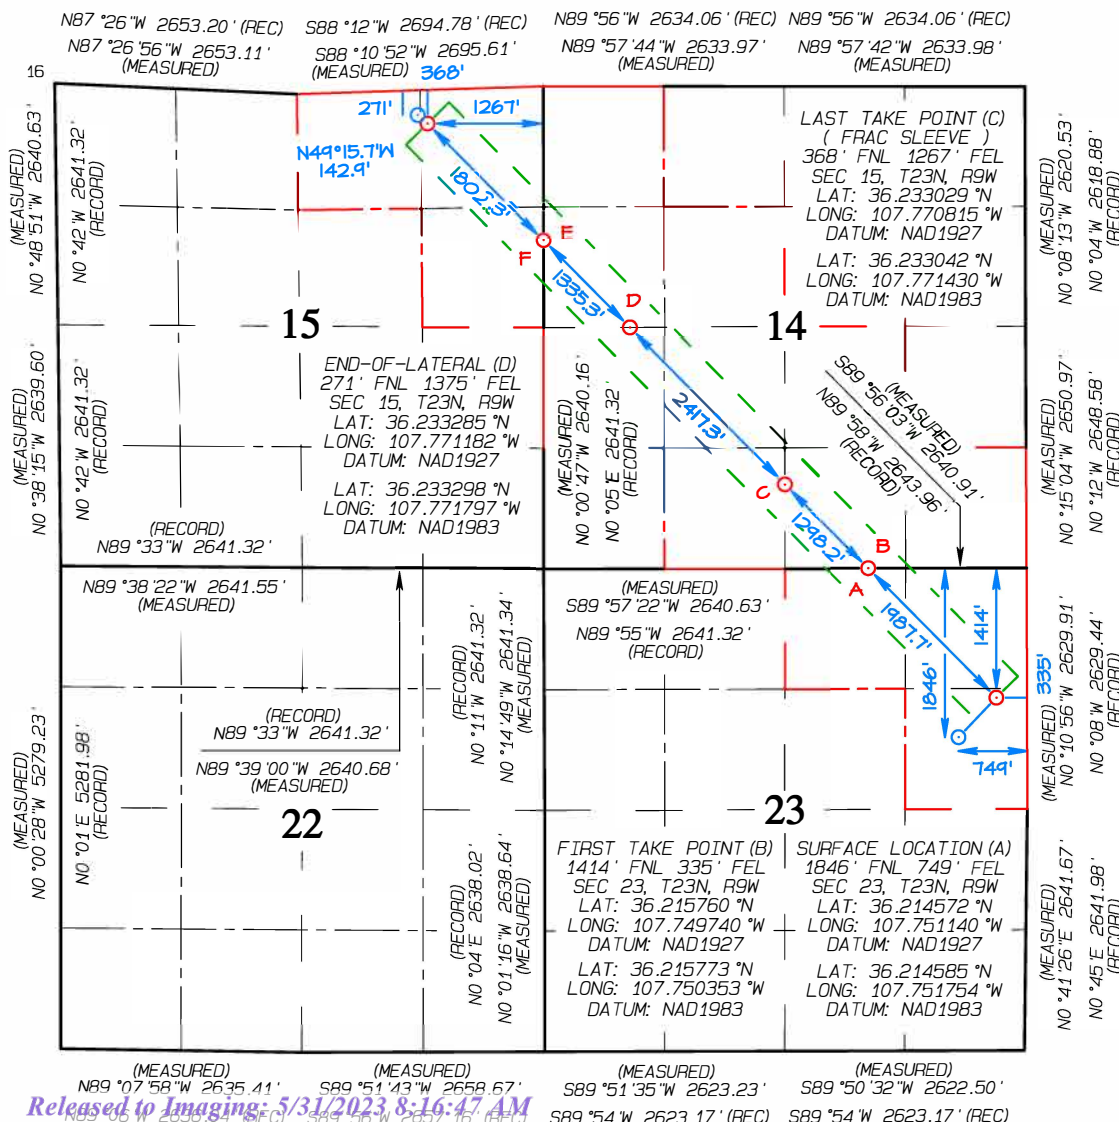 N87 °26 "W 2653.20 ' (REC)
N87 °26 '56"W 2653.11'
(MEASURED)
S88 °12 "W 2694.78 ' (REC)
S88 °10 '52"W 2695.61'
(MEASURED)
N89 °56"W 2634.06' (REC)
N89 °57'44"W 2633.97'
(MEASURED)
N89 °56"W 2634.06' (REC)
N89 °57'42"W 2633.98'
(MEASURED)
16
368'
271'
1267'
N49°15.7'W
142.9'
1802.3'
E
F
1335.3'
D
15
14
LAST TAKE POINT (C)
( FRAC SLEEVE )
368' FNL 1267' FEL
SEC 15, T23N, R9W
LAT: 36.233029 °N
LONG: 107.770815 °W
DATUM: NAD1927
LAT: 36.233042 °N
LONG: 107.771430 °W
DATUM: NAD1983
(MEASURED)
N0 °48 '51 "W 2640.63'
N0 °42 'W 2641.32'
(RECORD)
(MEASURED)
N0 °08 '13 "W 2620.53'
N0 °04 'W 2618.88'
(RECORD)
END-OF-LATERAL (D)
271' FNL 1375' FEL
SEC 15, T23N, R9W
LAT: 36.233285 °N
LONG: 107.771182 °W
DATUM: NAD1927
LAT: 36.233298 °N
LONG: 107.771797 °W
DATUM: NAD1983
(MEASURED)
N0 °38'15"W 2639.60'
N0 °42 'W 2641.32'
(RECORD)
(MEASURED)
N0 °00 '47"W 2640.16'
N0 °05'E 2641.32'
(RECORD)
2417.3'
C
1298.2'
B
A
(MEASURED)
S89 °56 '03 "W 2640.91'
N89 °58 "W 2643.96'
(RECORD)
(MEASURED)
N0 °15'04"W 2650.97'
N0 °12'W 2648.58'
(RECORD)
(RECORD)
N89 °33"W 2641.32'
N89 °38'22"W 2641.55'
(MEASURED)
(MEASURED)
S89 °57'22"W 2640.63'
N89 °55"W 2641.32'
(RECORD)
1987.7'
1414'
1846'
335'
749'
(RECORD)
N0 °11'W 2641.32'
N0 °14 '49"W 2641.34'
(MEASURED)
(MEASURED)
N0 °10 '56"W 2629.91'
N0 °08 'W 2629.44'
(RECORD)
(RECORD)
N89 °33"W 2641.32'
N89 °39 '00"W 2640.68'
(MEASURED)
(MEASURED)
N0 °00 '28"W 5279.23'
N0 °01'E 5281.98'
(RECORD)
22
23
FIRST TAKE POINT (B)
1414' FNL 335' FEL
SEC 23, T23N, R9W
LAT: 36.215760 °N
LONG: 107.749740 °W
DATUM: NAD1927
LAT: 36.215773 °N
LONG: 107.750353 °W
DATUM: NAD1983
SURFACE LOCATION (A)
1846' FNL 749' FEL
SEC 23, T23N, R9W
LAT: 36.214572 °N
LONG: 107.751140 °W
DATUM: NAD1927
LAT: 36.214585 °N
LONG: 107.751754 °W
DATUM: NAD1983
(RECORD)
N0 °04'E 2638.02'
N0 °01'16"W 2638.64'
(MEASURED)
(MEASURED)
N0 °41'26"E 2641.67'
N0 °45'E 2641.98'
(RECORD)
(MEASURED)
N89 °07 '58"W 2635.41'
(MEASURED)
S89 °51'43"W 2658.67'
(MEASURED)
S89 °51'35"W 2623.23'
S89 °54 'W 2623.17' (REC)
(MEASURED)
S89 °50'32"W 2622.50'
S89 °54 'W 2623.17' (REC)
Released to Imaging: 5/31/2023 8:16:47 AM